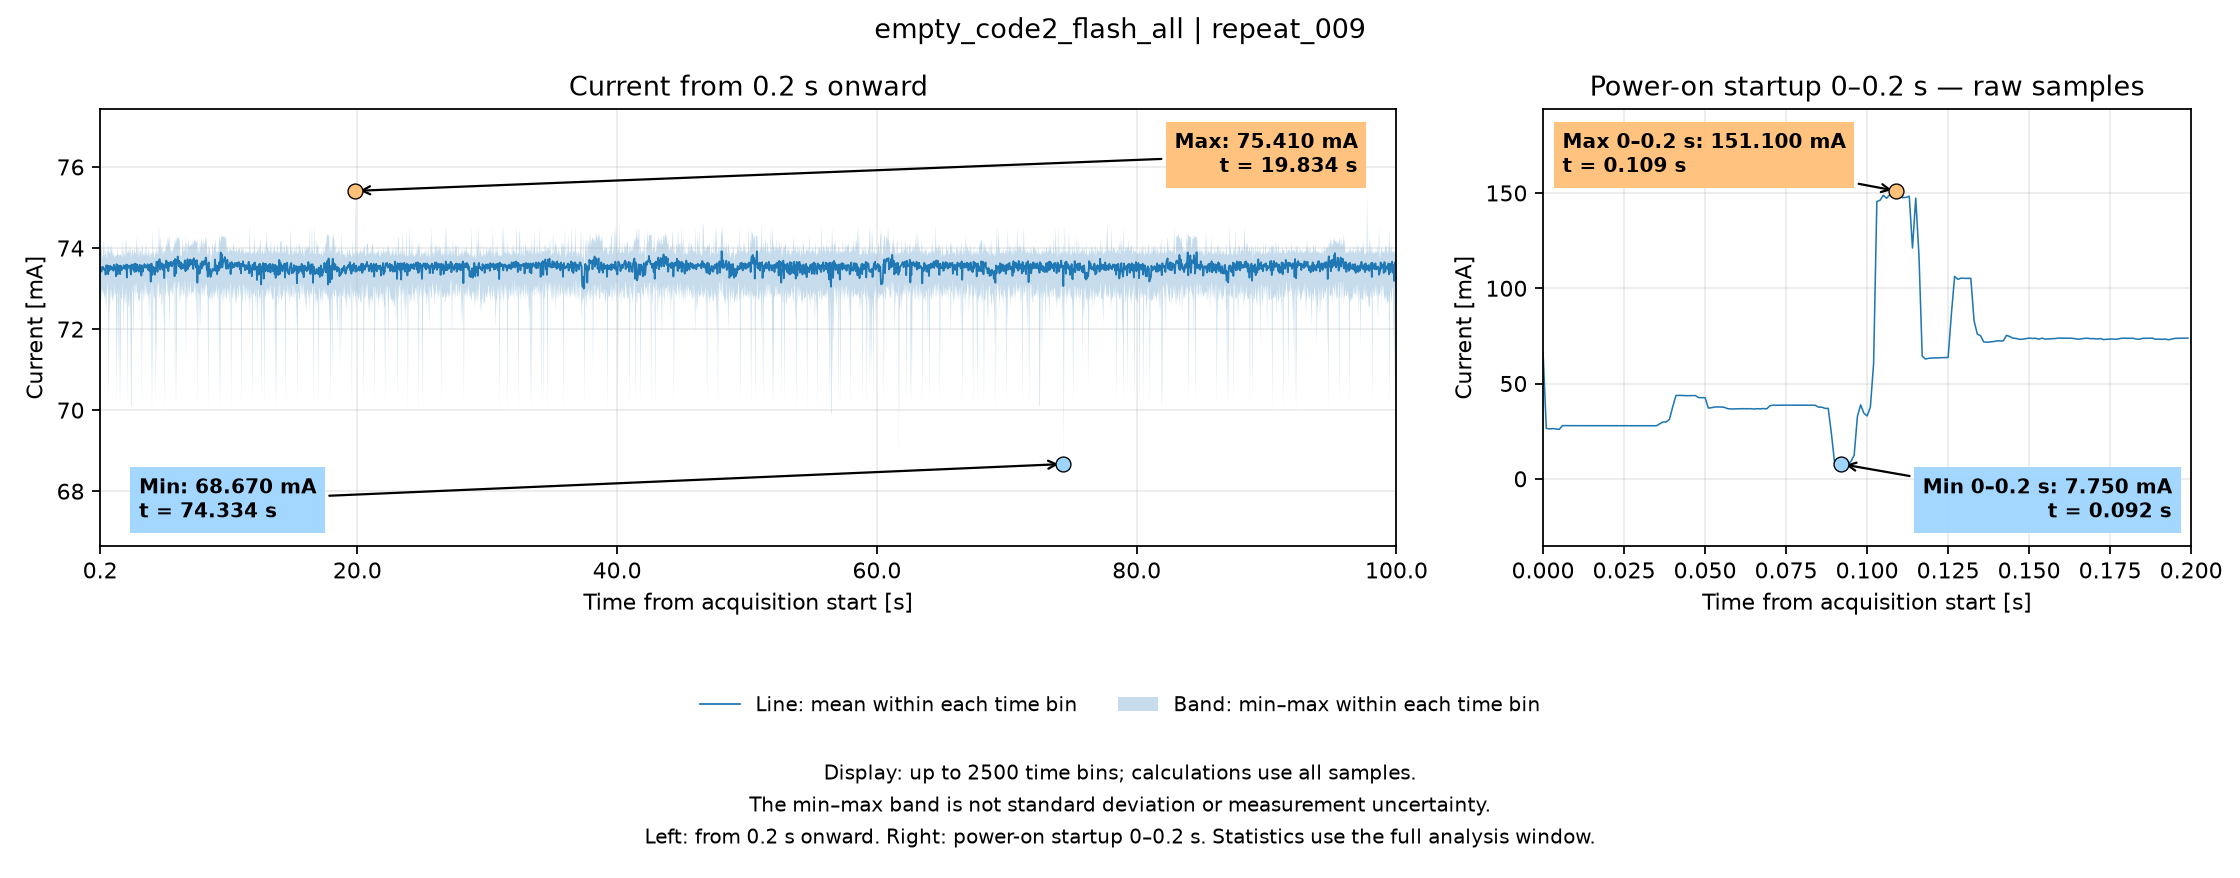 empty_code2_flash_all | repeat_009
Current from 0.2 s onward
Current [mA]
76
74
72
70
68
Max: 75.410 mA
t = 19.834 s
Min: 68.670 mA
t = 74.334 s
0.2 20.0 40.0 60.0 80.0 100.0
Time from acquisition start [s]
Power-on startup 0–0.2 s — raw samples
Current [mA]
150
100
50
0
Max 0–0.2 s: 151.100 mA
t = 0.109 s
Min 0–0.2 s: 7.750 mA
t = 0.092 s
0.000 0.025 0.050 0.075 0.100 0.125 0.150 0.175 0.200
Time from acquisition start [s]
Line: mean within each time bin
Band: min–max within each time bin
Display: up to 2500 time bins; calculations use all samples.
The min–max band is not standard deviation or measurement uncertainty.
Left: from 0.2 s onward. Right: power-on startup 0–0.2 s. Statistics use the full analysis window.